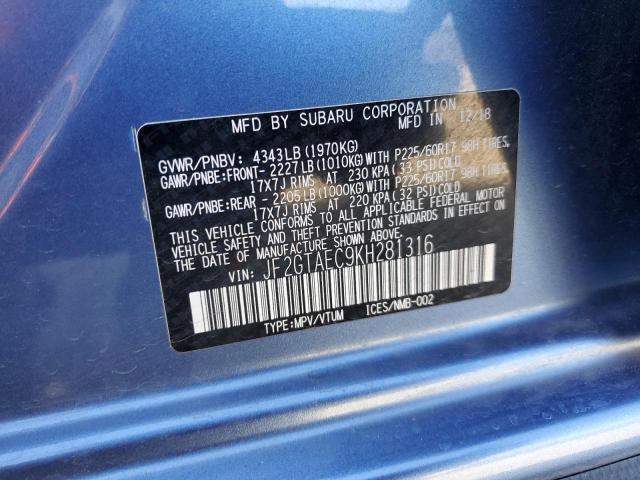 MFD BY SUBARU CORPORATION
MFD IN 12/18
GVWR/PNBV: 4343LB(1970KG)
GAWR/PNBE:FRONT- 2227LB(1010KG)WITH P225/60R17 98H TIRES,
17X7J RIMS AT 230 KPA(33 PSI)COLD
GAWR/PNBE:REAR - 2205LB(1000KG)WITH P225/60R17 98H TIRES,
17X7J RIMS AT 220 KPA(32 PSI)COLD
THIS VEHICLE CONFORMS TO ALL APPLICABLE FEDERAL MOTOR
VEHICLE SAFETY AND THEFT PREVENTION STANDARDS IN EFFECT
ON THE DATE OF MANUFACTURE SHOWN ABOVE.
VIN: JF2GTAEC9KH281316
TYPE:MPV/VTUM ICES/NMB-002